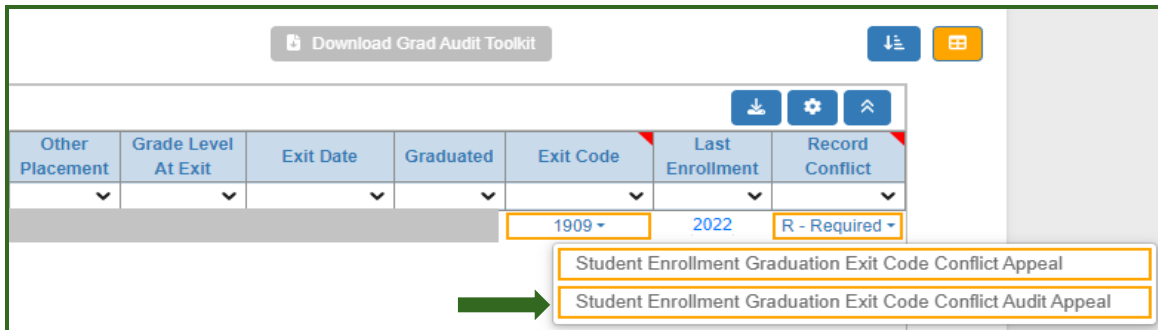 Download Grad Audit Toolkit
Other Placement
Grade Level At Exit
Exit Date
Graduated
Exit Code
Last Enrollment
Record Conflict
1909
2022
R - Required
Student Enrollment Graduation Exit Code Conflict Appeal
Student Enrollment Graduation Exit Code Conflict Audit Appeal